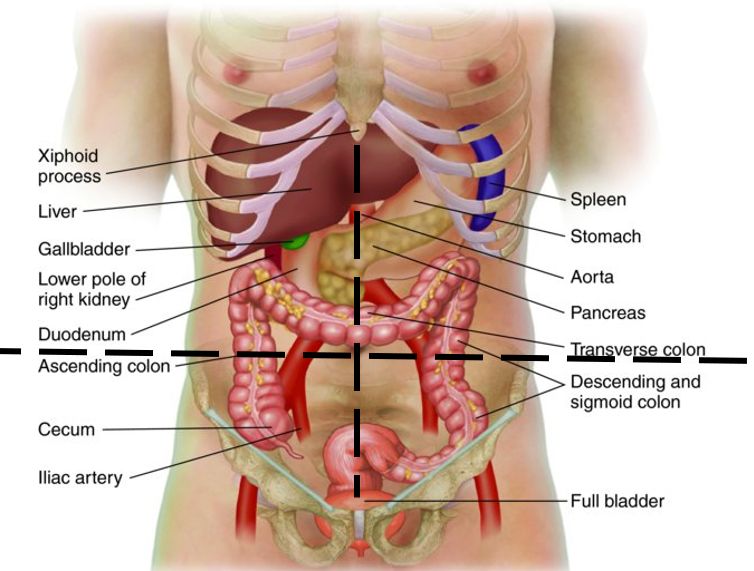 Xiphoid
process
Liver
Gallbladder
Lower pole of
right kidney
Duodenum
Ascending colon
Cecum
Iliac artery
Spleen
Stomach
Aorta
Pancreas
Transverse colon
Descending and
sigmoid colon
Full bladder